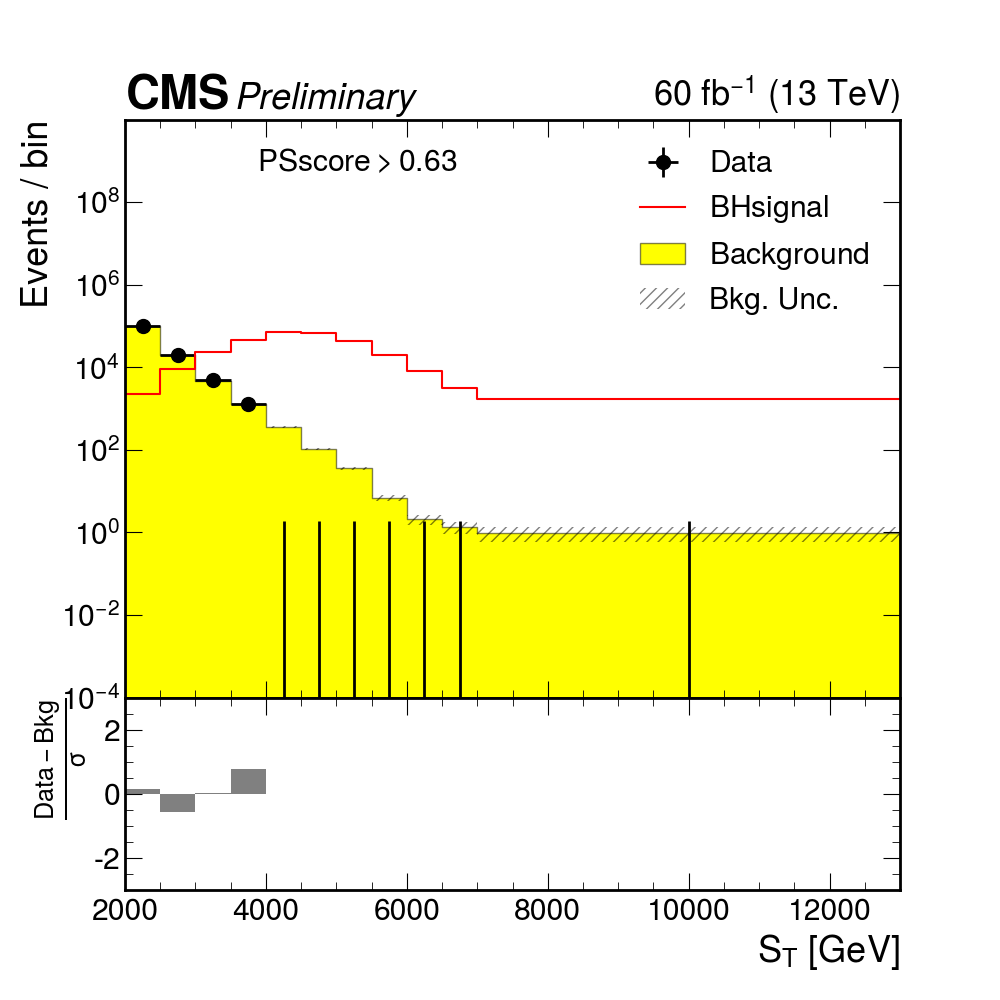 CMS Preliminary 60 fb⁻¹ (13 TeV)
Events / bin
PSscore > 0.63
Data
BHsignal
Background
Bkg. Unc.
10⁸
10⁶
10⁴
10²
10⁰
10⁻²
10⁻⁴
Data – Bkg
σ
2
0
-2
2000 4000 6000 8000 10000 12000
S_T [GeV]